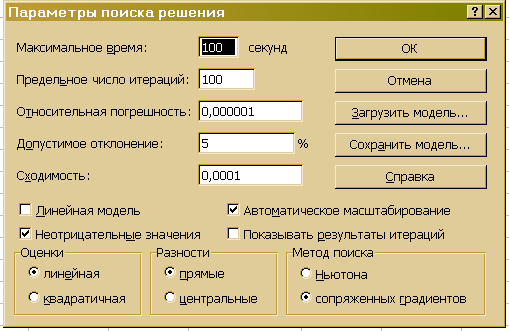 Параметры поиска решения
Максимальное время: 100 секунд
ОК
Предельное число итераций: 100
Отмена
Относительная погрешность: 0,000001
Загрузить модель...
Допустимое отклонение: 5 %
Сохранить модель...
Сходимость: 0,0001
Справка
Линейная модель
Автоматическое масштабирование
Неотрицательные значения
Показывать результаты итераций
Оценки
линейная
квадратичная
Разности
прямые
центральные
Метод поиска
Ньютона
сопряженных градиентов